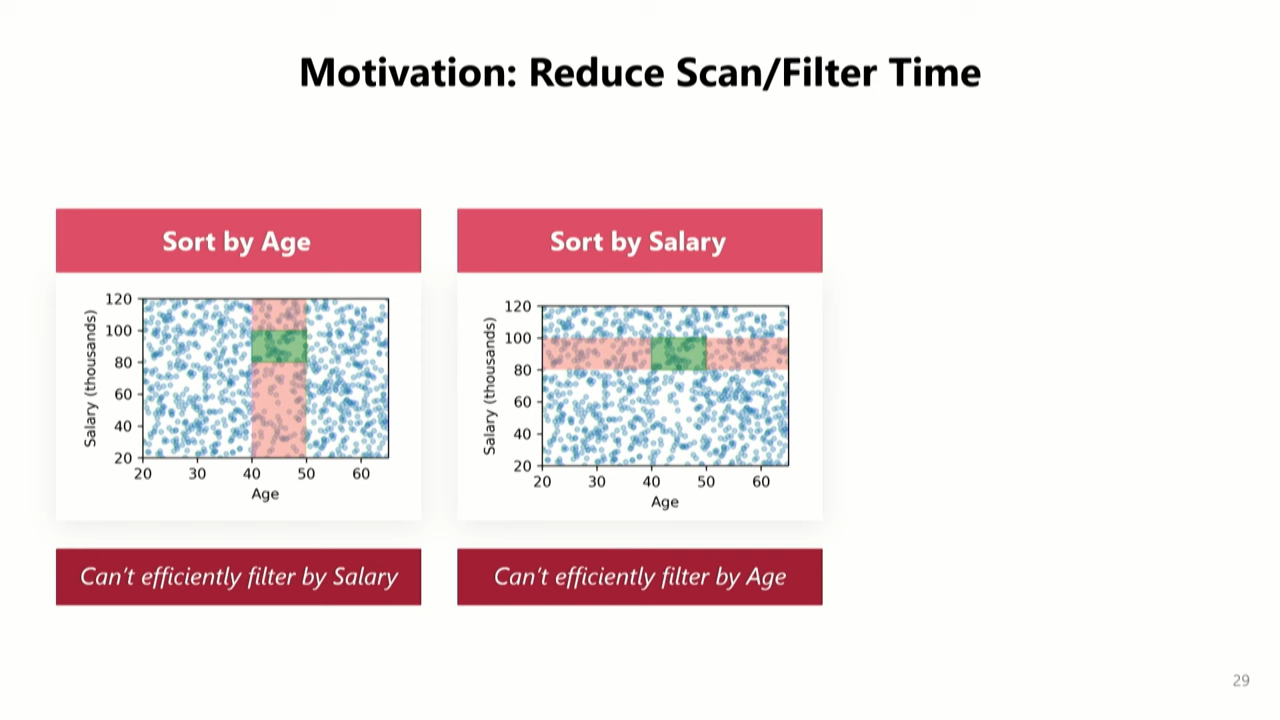 Motivation: Reduce Scan/Filter Time
Sort by Age
Salary (thousands)
120
100
80
60
40
20
20 30 40 50 60
Age
Can't efficiently filter by Salary
Sort by Salary
Salary (thousands)
120
100
80
60
40
20
20 30 40 50 60
Age
Can't efficiently filter by Age
29